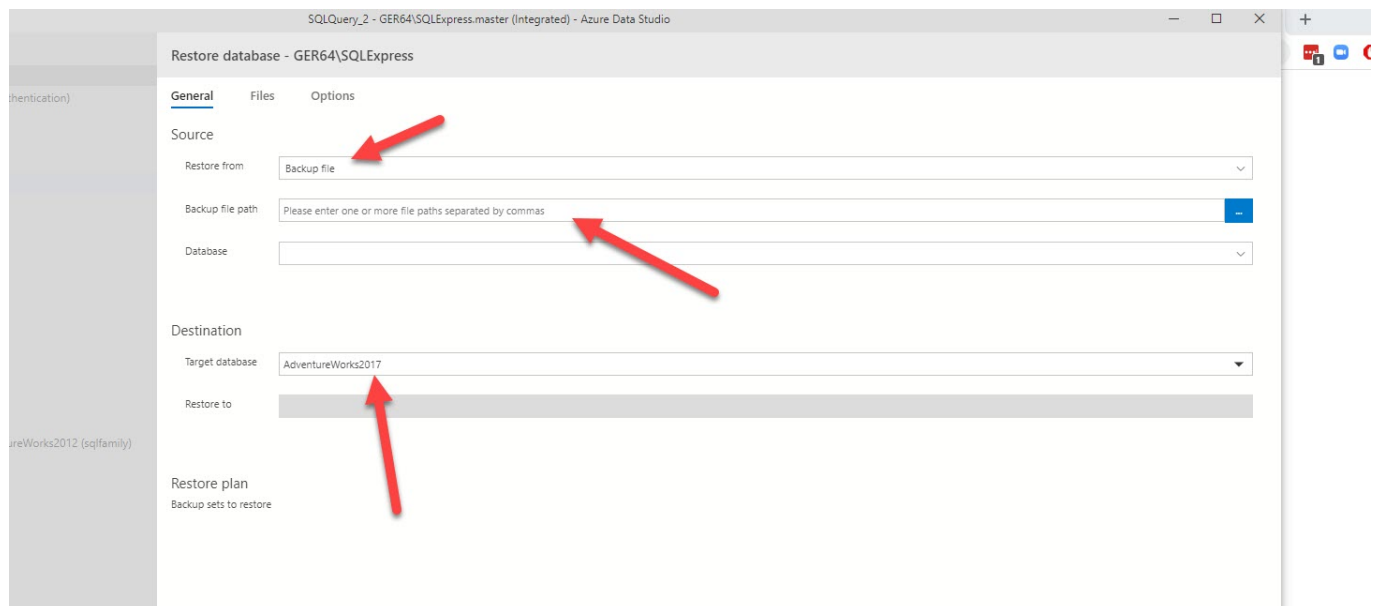 SQLQuery_2 - GER64\SQLExpress.master (Integrated) - Azure Data Studio
Restore database - GER64\SQLExpress
thentication)
General Files Options
Source
Restore from Backup file
Backup file path Please enter one or more file paths separated by commas ...
Database
Destination
Target database AdventureWorks2017
Restore to
ureWorks2012 (sqlfamily)
Restore plan
Backup sets to restore
1